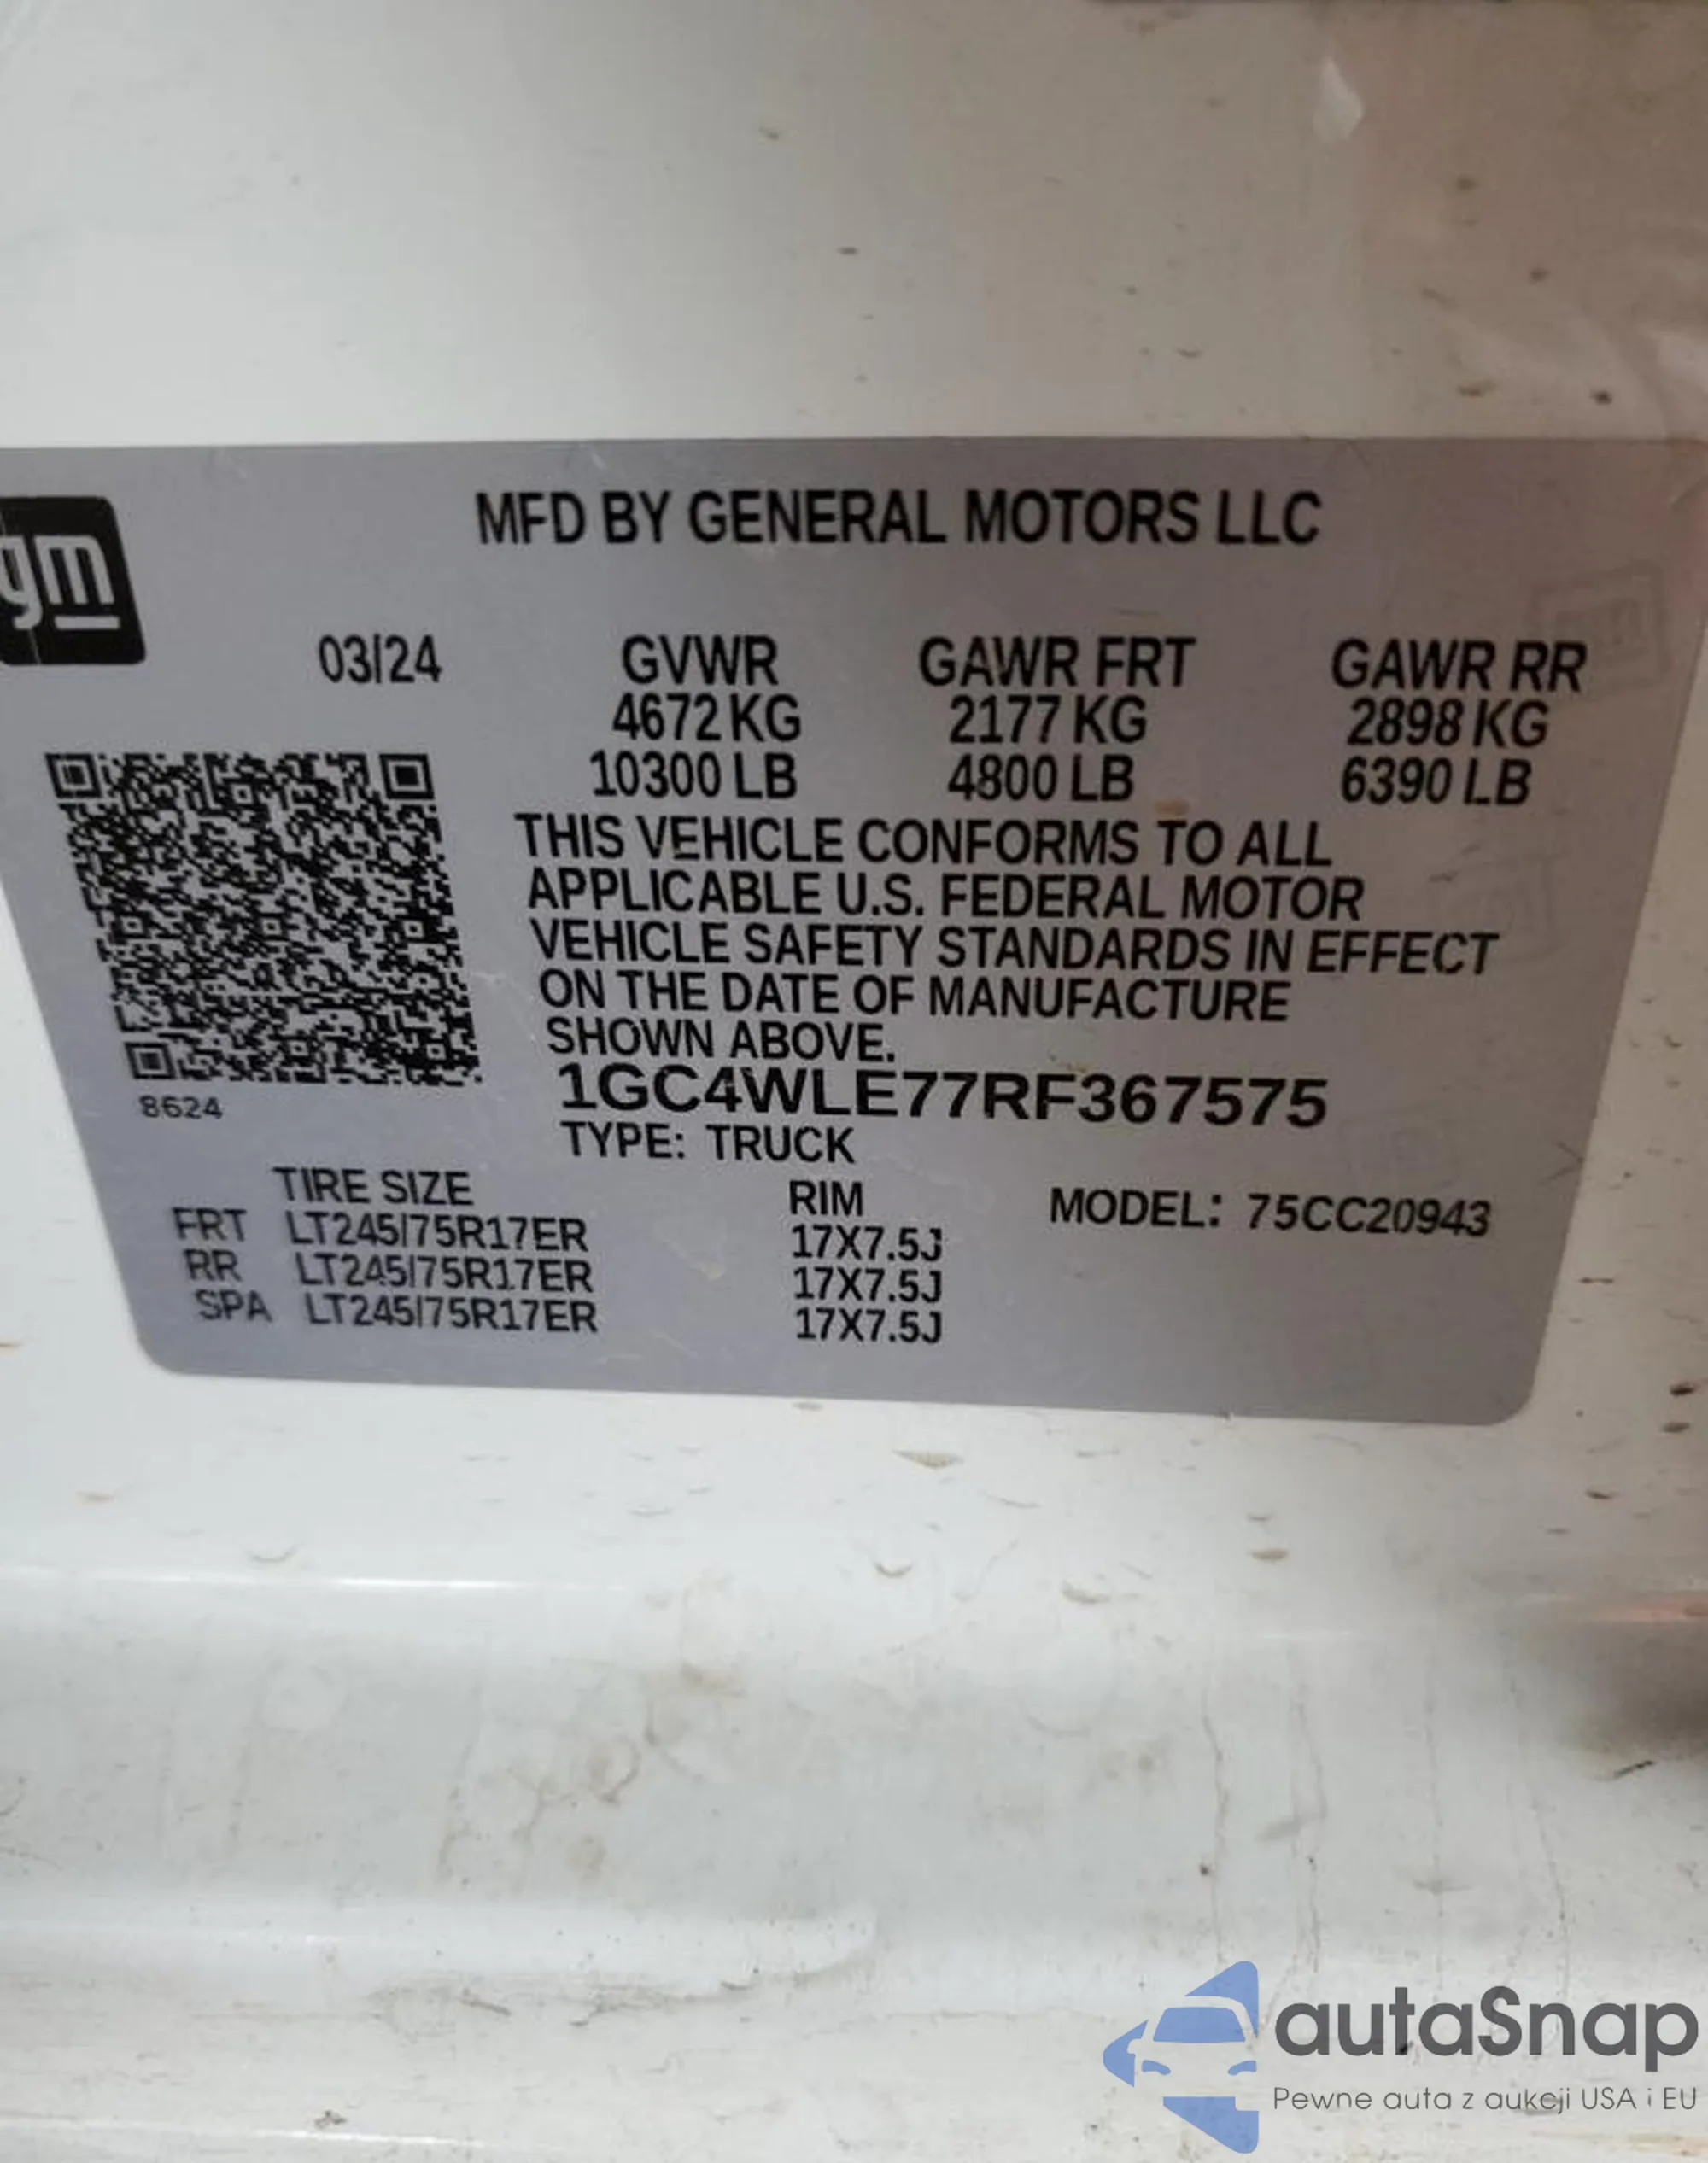 gm
MFD BY GENERAL MOTORS LLC
03/24 GVWR GAWR FRT GAWR RR
4672 KG 2177 KG 2898 KG
10300 LB 4800 LB 6390 LB
THIS VEHICLE CONFORMS TO ALL
APPLICABLE U.S. FEDERAL MOTOR
VEHICLE SAFETY STANDARDS IN EFFECT
ON THE DATE OF MANUFACTURE
SHOWN ABOVE.
1GC4WLE77RF367575
8624
TYPE: TRUCK
TIRE SIZE RIM MODEL: 75CC20943
FRT LT245/75R17ER 17X7.5J
RR LT245/75R17ER 17X7.5J
SPA LT245/75R17ER 17X7.5J
autaSnap
Pewne auta z aukcji USA i EU